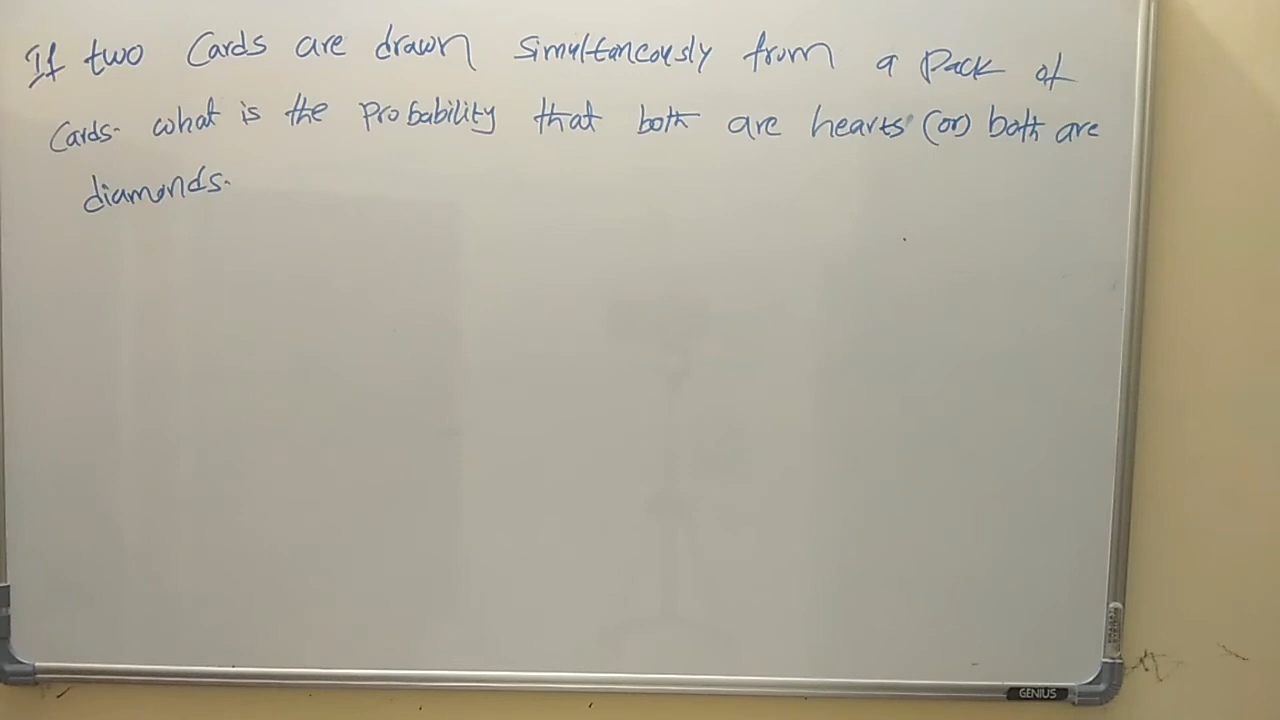 If two Cards are drawn simultaneously from a pack of
Cards. what is the probability that both are hearts (or) both are
diamonds.
GENIUS